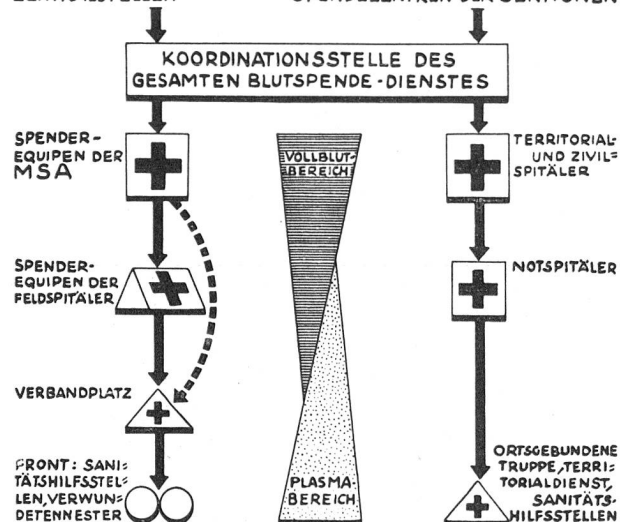 KOORDINATIONSSTELLE DES
GESAMTEN BLUTSPENDE-DIENSTES
SPENDER-
EQUIPEN DER
MSA
VOLLBLUT-
BEREICH
TERRITORIAL-
UND ZIVIL=
SPITÄLER
SPENDER-
EQUIPEN DER
FELDSPITÄLER
NOTSPITÄLER
VERBANDPLATZ
FRONT: SANI=
TÄTSHILFSSTEL=
LEN, VERWUN=
DETENNESTER
PLASMA-
BEREICH
ORTSGEBUNDENE
TRUPPE, TERRI=
TORIALDIENST,
SANITÄTS-
HILFSSTELLEN